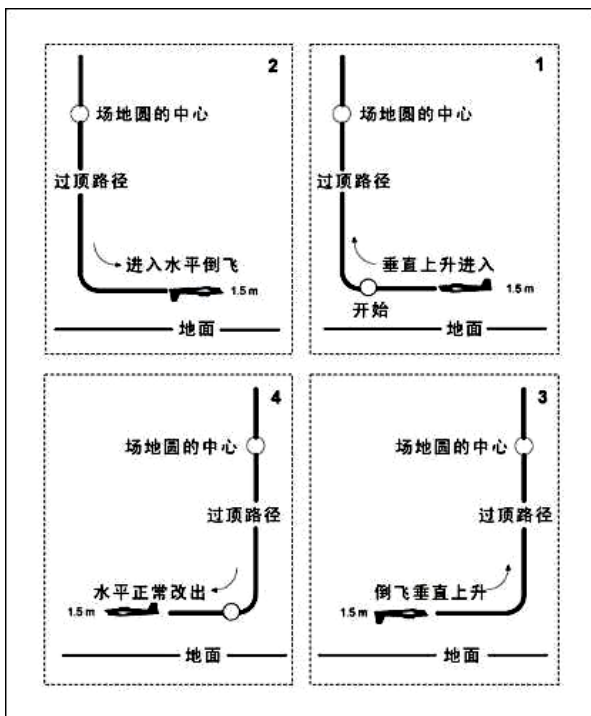 2
场地圆的中心
过顶路径
进入水平倒飞
1.5 m
地面
1
场地圆的中心
过顶路径
垂直上升进入
1.5 m
开始
地面
4
场地圆的中心
过顶路径
水平正常改出
1.5 m
地面
3
场地圆的中心
过顶路径
倒飞垂直上升
1.5 m
地面